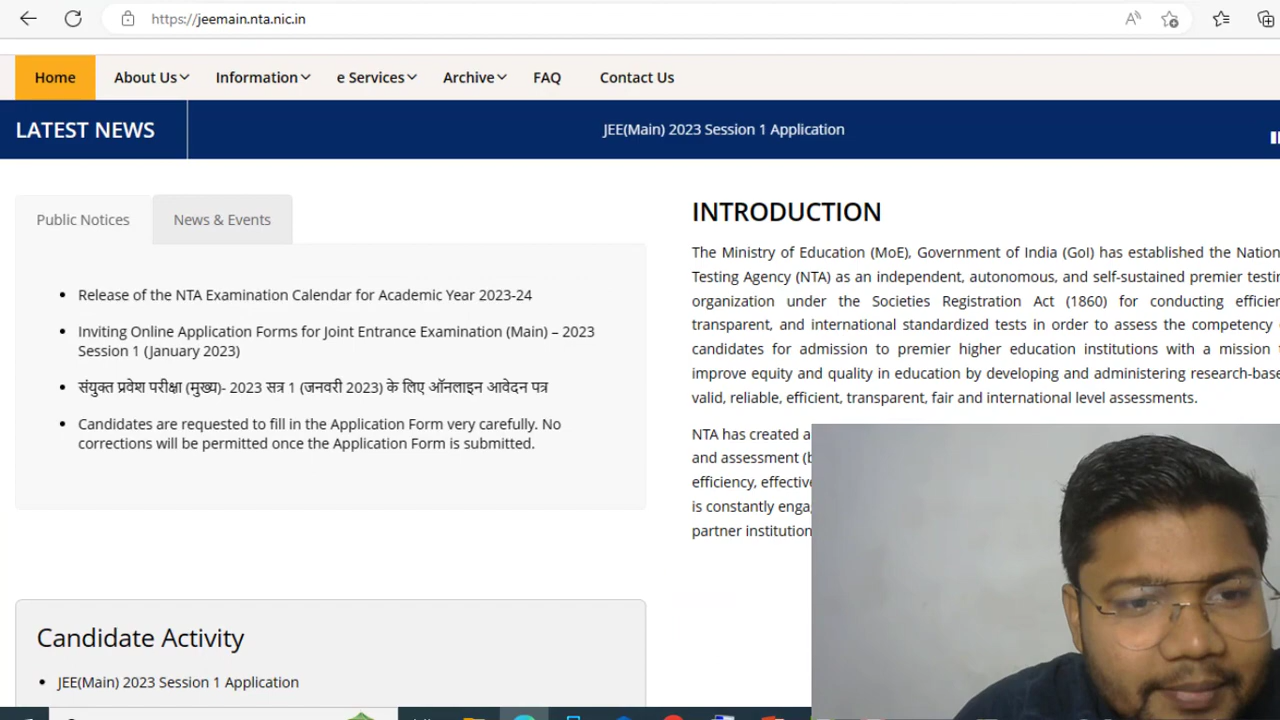 https://jeemain.nta.nic.in
Home
About Us
Information
e Services
Archive
FAQ
Contact Us
LATEST NEWS
JEE(Main) 2023 Session 1 Application
Public Notices
News & Events
Release of the NTA Examination Calendar for Academic Year 2023-24
Inviting Online Application Forms for Joint Entrance Examination (Main) – 2023
Session 1 (January 2023)
संयुक्त प्रवेश परीक्षा (मुख्य)- 2023 सत्र 1 (जनवरी 2023) के लिए ऑनलाइन आवेदन पत्र
Candidates are requested to fill in the Application Form very carefully. No
corrections will be permitted once the Application Form is submitted.
Candidate Activity
JEE(Main) 2023 Session 1 Application
INTRODUCTION
The Ministry of Education (MoE), Government of India (GoI) has established the Nation
Testing Agency (NTA) as an independent, autonomous, and self-sustained premier testin
organization under the Societies Registration Act (1860) for conducting efficien
transparent, and international standardized tests in order to assess the competency
candidates for admission to premier higher education institutions with a mission
improve equity and quality in education by developing and administering research-base
valid, reliable, efficient, transparent, fair and international level assessments.
NTA has created a
and assessment (b
efficiency, effective
is constantly engag
partner institution